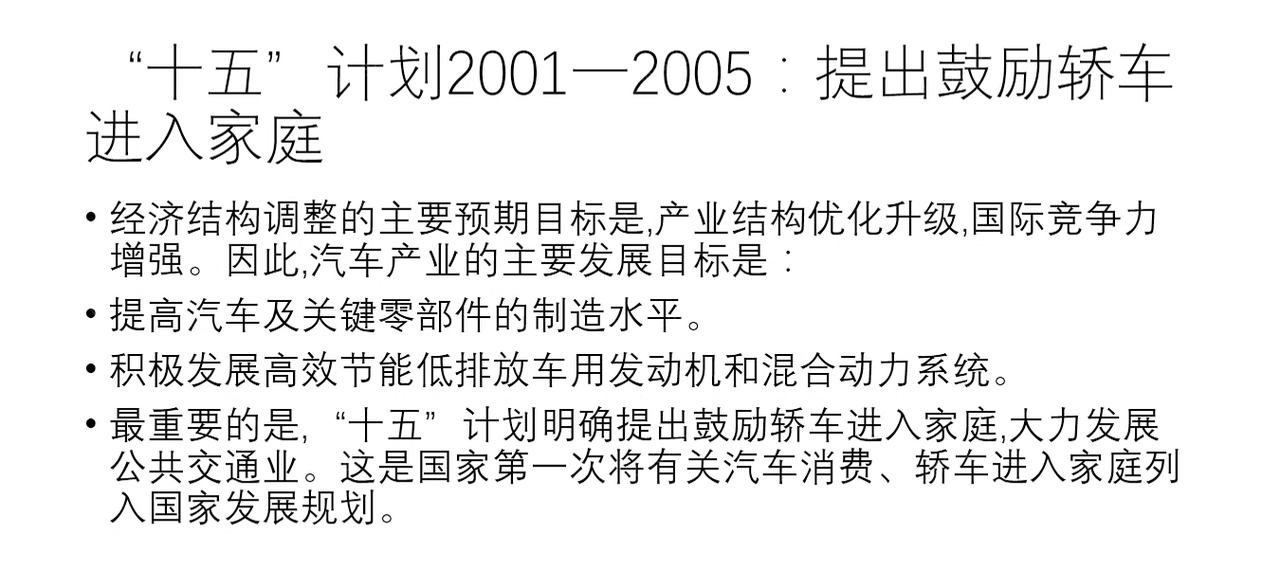 “十五” 计划2001—2005：提出鼓励轿车
进入家庭
• 经济结构调整的主要预期目标是,产业结构优化升级,国际竞争力
增强。因此,汽车产业的主要发展目标是：
• 提高汽车及关键零部件的制造水平。
• 积极发展高效节能低排放车用发动机和混合动力系统。
• 最重要的是, “十五” 计划明确提出鼓励轿车进入家庭,大力发展
公共交通业。这是国家第一次将有关汽车消费、轿车进入家庭列
入国家发展规划。